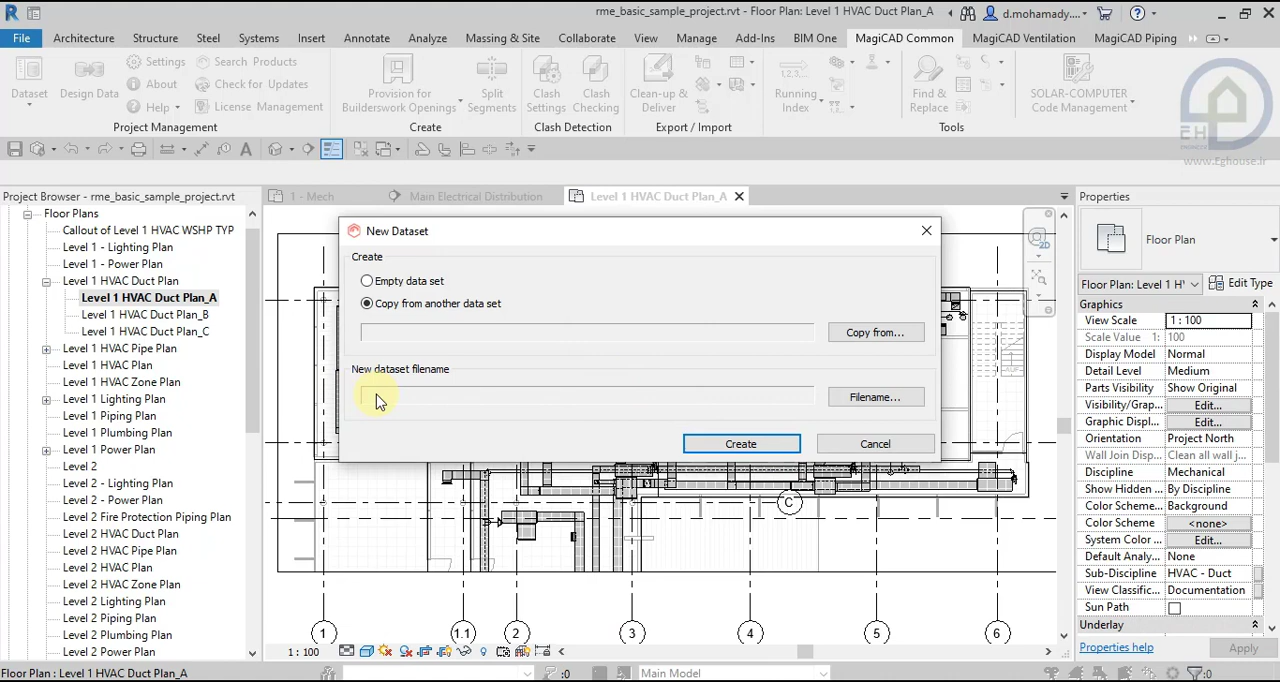 rme_basic_sample_project.rvt - Floor Plan: Level 1 HVAC Duct Plan_A
d.mohamady....
File Architecture Structure Steel Systems Insert Annotate Analyze Massing & Site Collaborate View Manage Add-Ins BIM One MagiCAD Common MagiCAD Ventilation MagiCAD Piping
Dataset
Design Data
Settings
About
Help
Search Products
Check for Updates
License Management
Provision for
Builderswork Openings
Split
Segments
Clash
Settings
Clash
Checking
Clean-up &
Deliver
1,2,3,..
Running
Index
Find &
Replace
SOLAR-COMPUTER
Code Management
Project Management
Create
Clash Detection
Export / Import
Tools
EH
www.Eghouse.ir
Project Browser - rme_basic_sample_project.rvt
1 - Mech
Main Electrical Distribution
Level 1 HVAC Duct Plan_A
Properties
Floor Plans
Callout of Level 1 HVAC WSHP TYP
Level 1 - Lighting Plan
Level 1 - Power Plan
Level 1 HVAC Duct Plan
Level 1 HVAC Duct Plan_A
Level 1 HVAC Duct Plan_B
Level 1 HVAC Duct Plan_C
Level 1 HVAC Pipe Plan
Level 1 HVAC Plan
Level 1 HVAC Zone Plan
Level 1 Lighting Plan
Level 1 Piping Plan
Level 1 Plumbing Plan
Level 1 Power Plan
Level 2
Level 2 - Lighting Plan
Level 2 - Power Plan
Level 2 Fire Protection Piping Plan
Level 2 HVAC Duct Plan
Level 2 HVAC Pipe Plan
Level 2 HVAC Plan
Level 2 HVAC Zone Plan
Level 2 Lighting Plan
Level 2 Piping Plan
Level 2 Plumbing Plan
Level 2 Power Plan
New Dataset
Create
Empty data set
Copy from another data set
Copy from...
New dataset filename
Filename...
Create
Cancel
2D
C
1
1.1
2
3
4
5
6
1 : 100
Floor Plan
Floor Plan: Level 1 H'
Edit Type
Graphics
View Scale 1 : 100
Scale Value 1: 100
Display Model Normal
Detail Level Medium
Parts Visibility Show Original
Visibility/Grap... Edit...
Graphic Displ... Edit...
Orientation Project North
Wall Join Disp... Clean all wall j...
Discipline Mechanical
Show Hidden ... By Discipline
Color Scheme... Background
Color Scheme <none>
System Color ... Edit...
Default Analy... None
Sub-Discipline HVAC - Duct
View Classific... Documentation
Sun Path
Underlay
Properties help
Apply
Floor Plan : Level 1 HVAC Duct Plan_A
:0
Main Model
:0